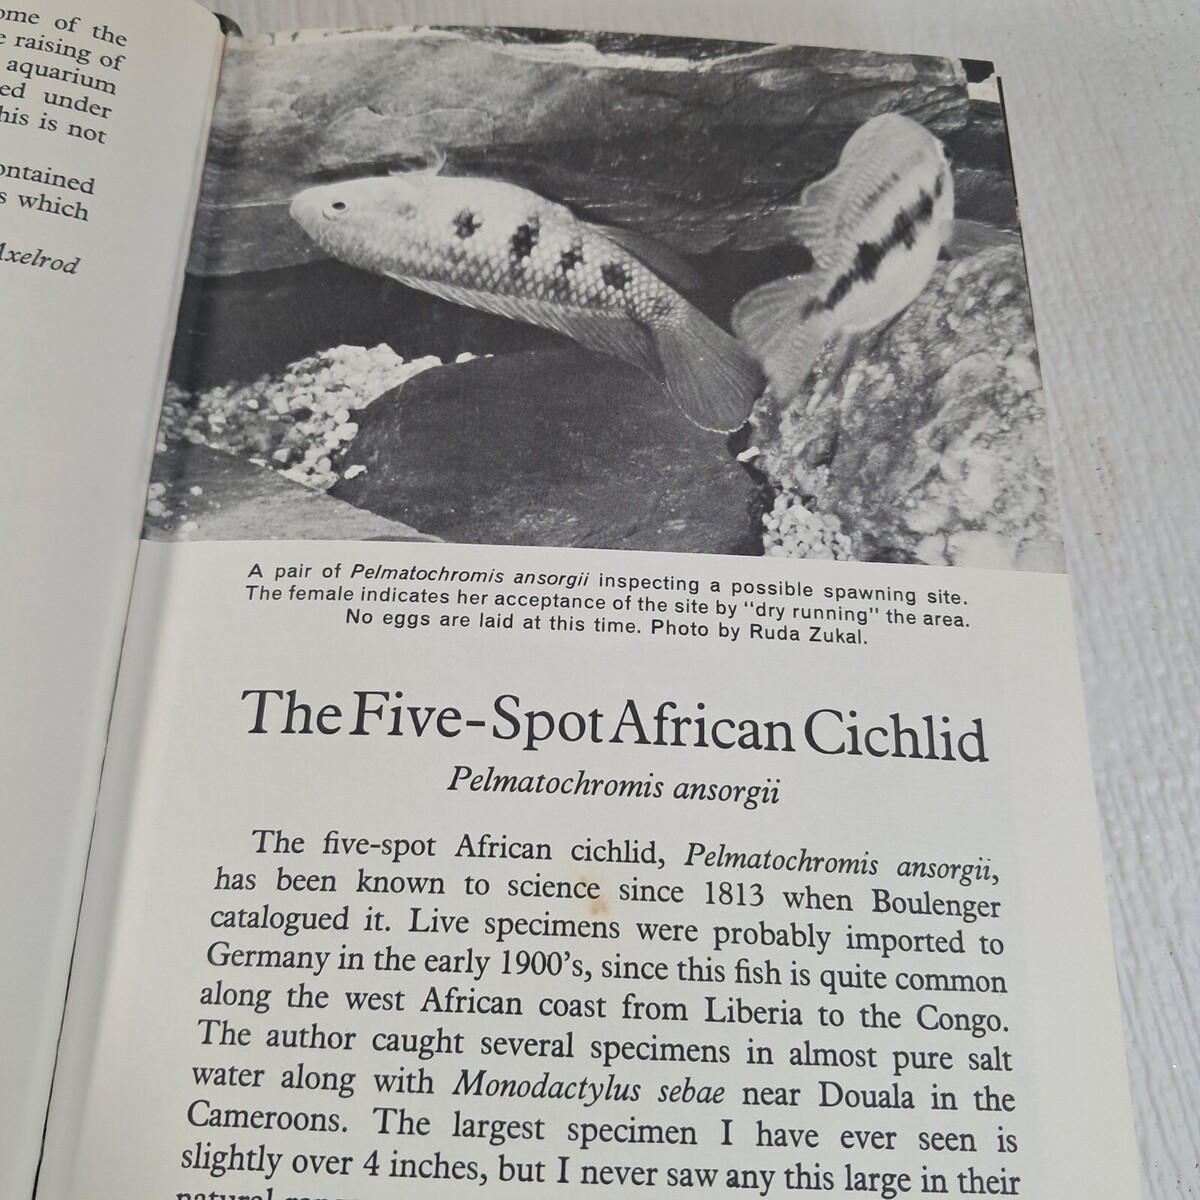 ome of the
e raising of
aquarium
ed under
his is not
ontained
s which
Axelrod
A pair of Pelmatochromis ansorgii inspecting a possible spawning site.
The female indicates her acceptance of the site by "dry running" the area.
No eggs are laid at this time. Photo by Ruda Zukal.
The Five-Spot African Cichlid
Pelmatochromis ansorgii
The five-spot African cichlid, Pelmatochromis ansorgii,
has been known to science since 1813 when Boulenger
catalogued it. Live specimens were probably imported to
Germany in the early 1900's, since this fish is quite common
along the west African coast from Liberia to the Congo.
The author caught several specimens in almost pure salt
water along with Monodactylus sebae near Douala in the
Cameroons. The largest specimen I have ever seen is
slightly over 4 inches, but I never saw any this large in their
natural